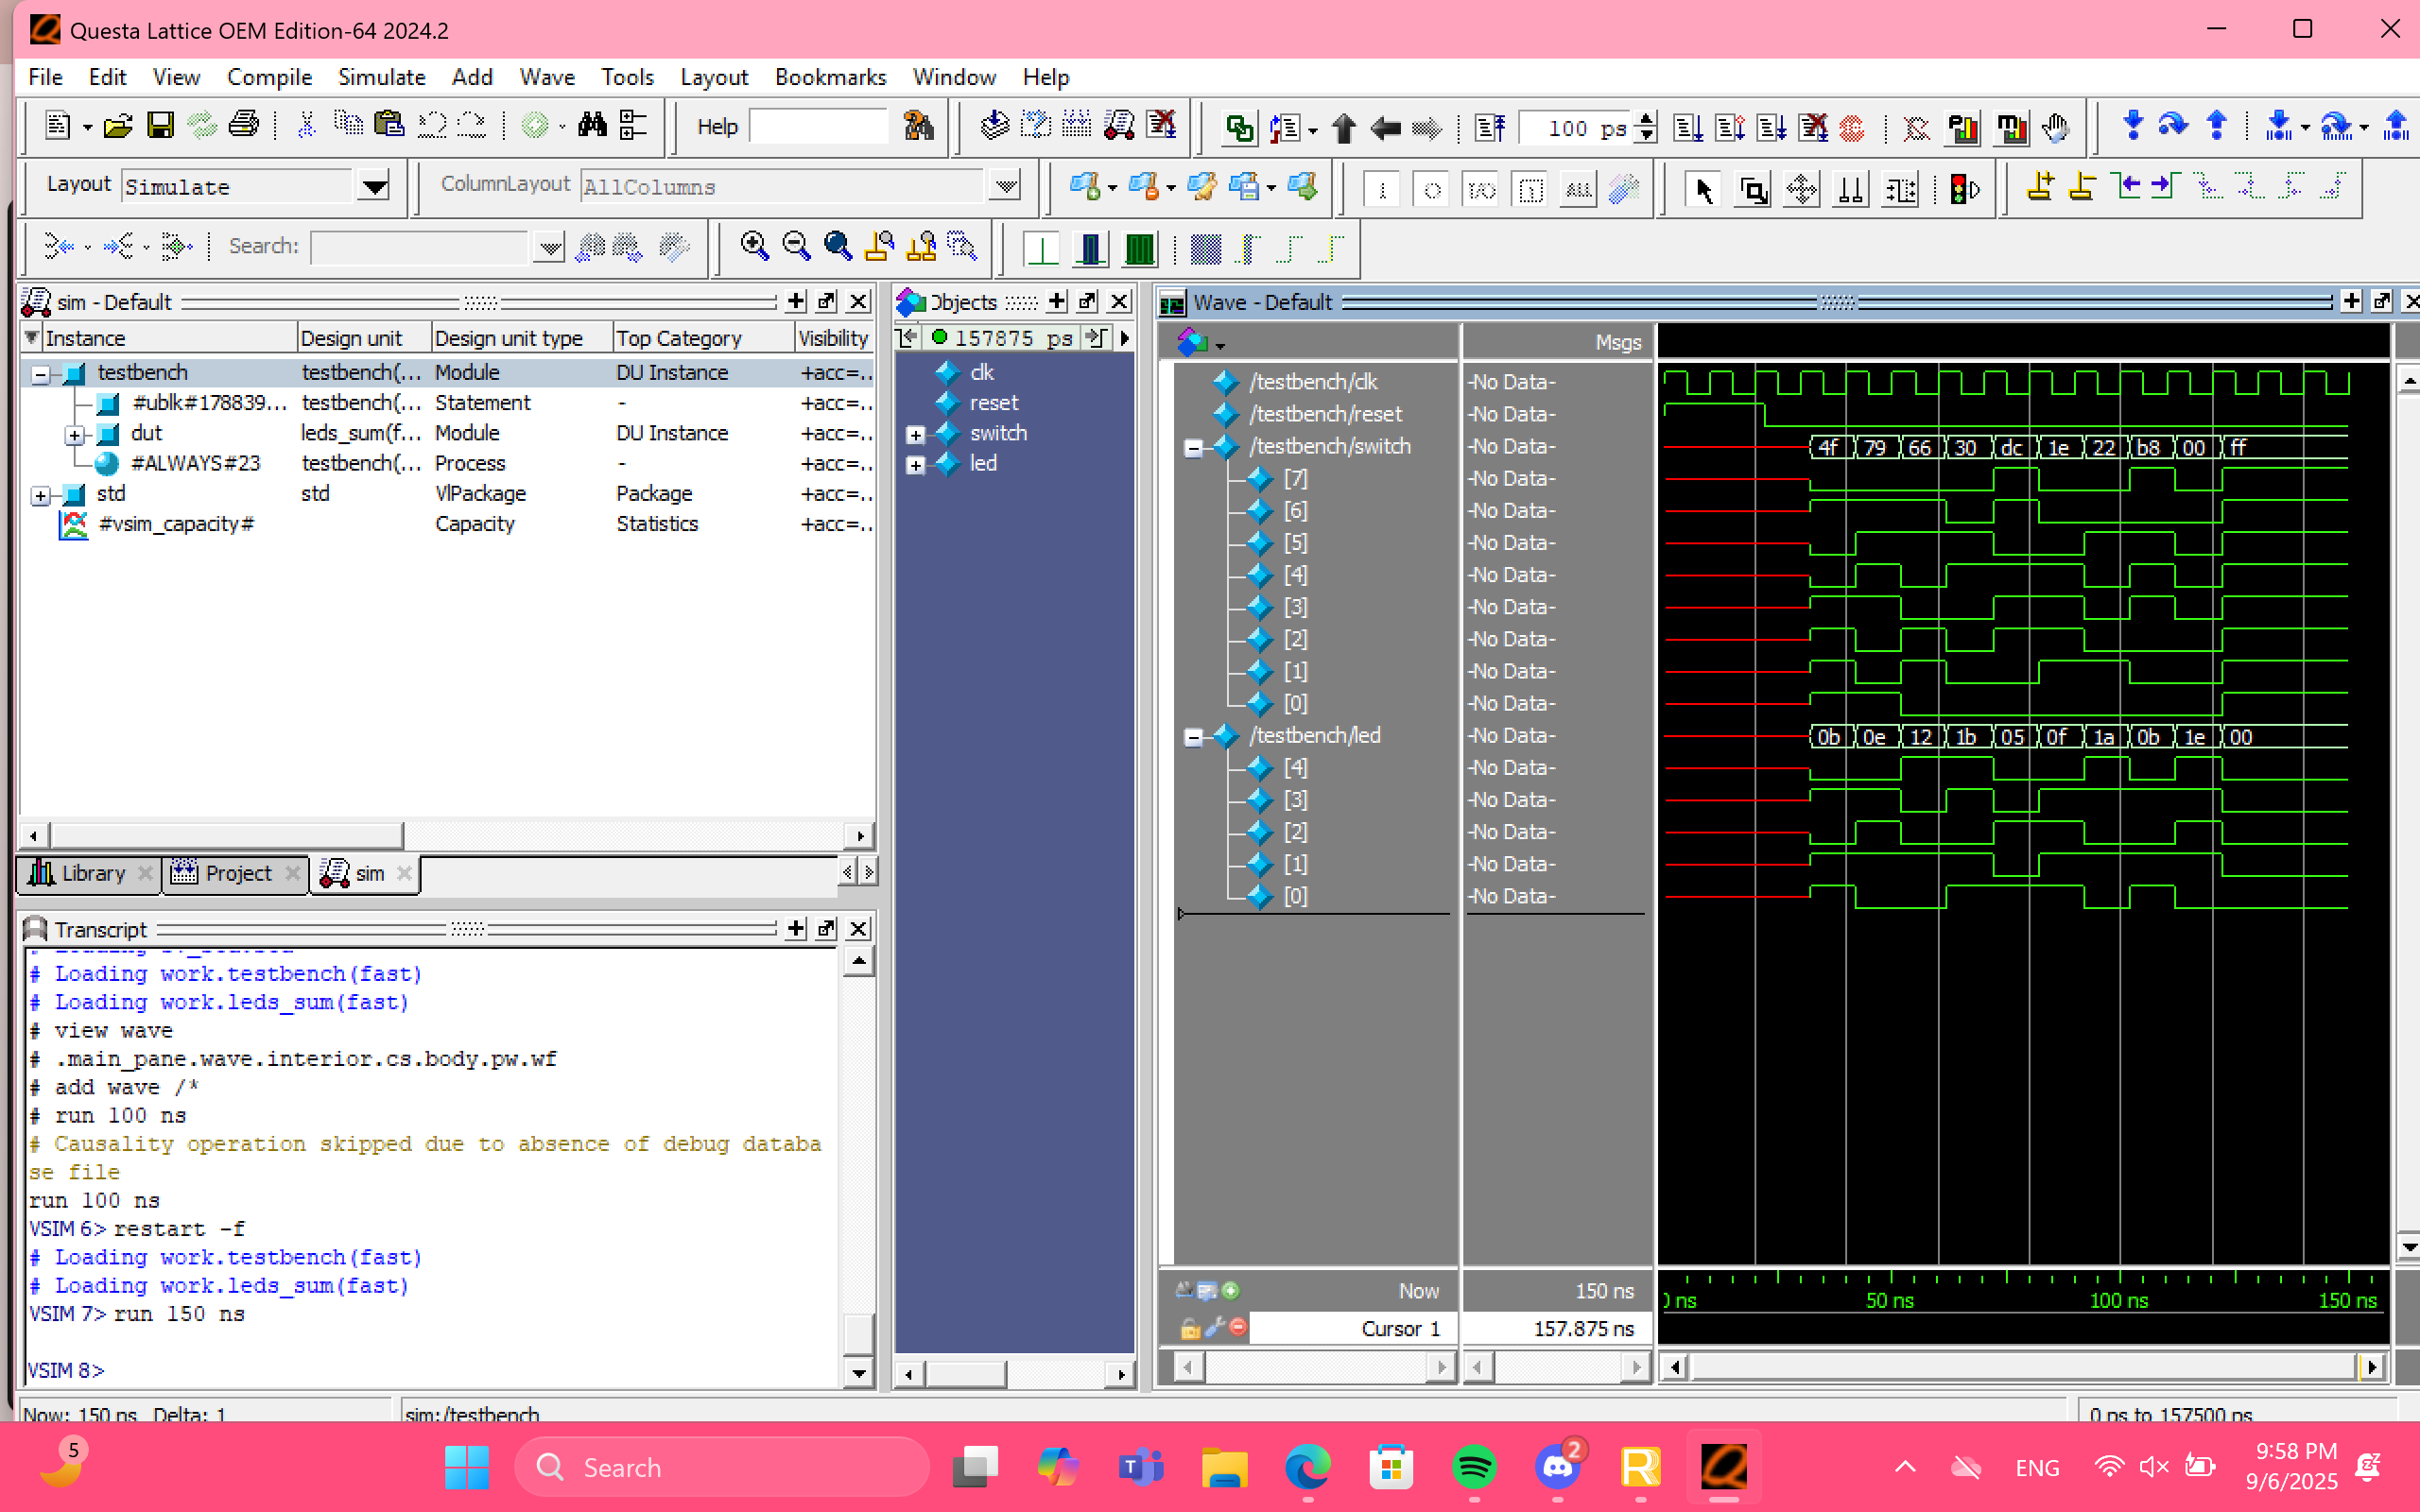 Questa Lattice OEM Edition-64 2024.2
File Edit View Compile Simulate Add Wave Tools Layout Bookmarks Window Help
Help 100 ps
Layout Simulate ColumnLayout AllColumns
Search:
sim - Default
Instance Design unit Design unit type Top Category Visibility
testbench testbench(... Module DU Instance +acc=..
#ublk#178839... testbench(... Statement - +acc=..
dut leds_sum(f... Module DU Instance +acc=..
#ALWAYS#23 testbench(... Process - +acc=..
std std VlPackage Package +acc=..
#vsim_capacity# Capacity Statistics +acc=..
Library Project sim
Objects
157875 ps
clk
reset
switch
led
Wave - Default
Msgs
/testbench/clk -No Data-
/testbench/reset -No Data-
/testbench/switch -No Data- 4f 79 66 30 dc 1e 22 b8 00 ff
[7] -No Data-
[6] -No Data-
[5] -No Data-
[4] -No Data-
[3] -No Data-
[2] -No Data-
[1] -No Data-
[0] -No Data-
/testbench/led -No Data- 0b 0e 12 1b 05 0f 1a 0b 1e 00
[4] -No Data-
[3] -No Data-
[2] -No Data-
[1] -No Data-
[0] -No Data-
Now 150 ns
Cursor 1 157.875 ns
ns 50 ns 100 ns 150 ns
Transcript
# Loading work.testbench(fast)
# Loading work.leds_sum(fast)
# view wave
# .main_pane.wave.interior.cs.body.pw.wf
# add wave /*
# run 100 ns
# Causality operation skipped due to absence of debug databa
se file
run 100 ns
VSIM 6> restart -f
# Loading work.testbench(fast)
# Loading work.leds_sum(fast)
VSIM 7> run 150 ns
VSIM 8>
Now: 150 ns Delta: 1 sim:/testbench 0 ps to 157500 ps
5 Search 2 ENG 9:58 PM
9/6/2025